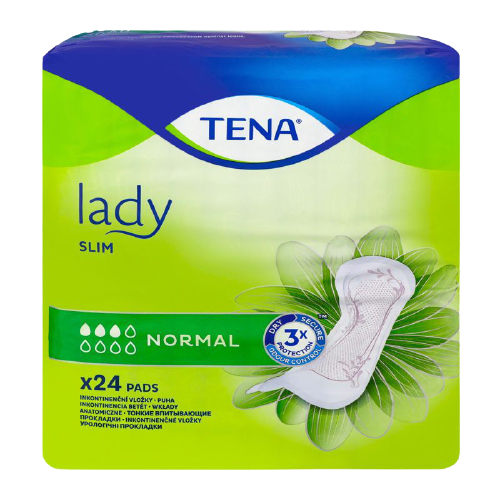 TENA®
lady
SLIM
NORMAL
DRY
SECURE
TM
3X
PROTECTION
ODOUR CONTROL
x24 PADS
INKONTINENČNÍ VLOŽKY • PUHA
INKONTINENCIA BETÉT • WKŁADY
ANATOMICZNE • ТОНКИЕ ВПИТЫВАЮЩИЕ
ПРОКЛАДКИ • INKONTINENČNÉ VLOŽKY
УРОЛОГІЧНІ ПРОКЛАДКИ